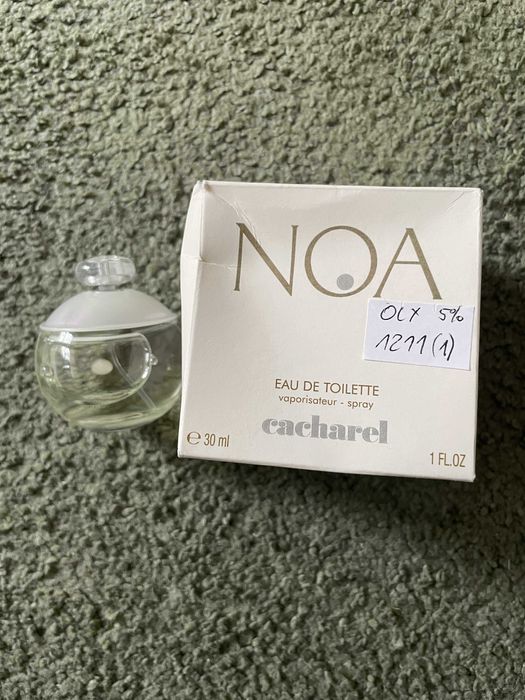 NOA
OLX 5%
1211(1)
EAU DE TOILETTE
vaporisateur - spray
cacharel
℮ 30 ml
1 FL.OZ